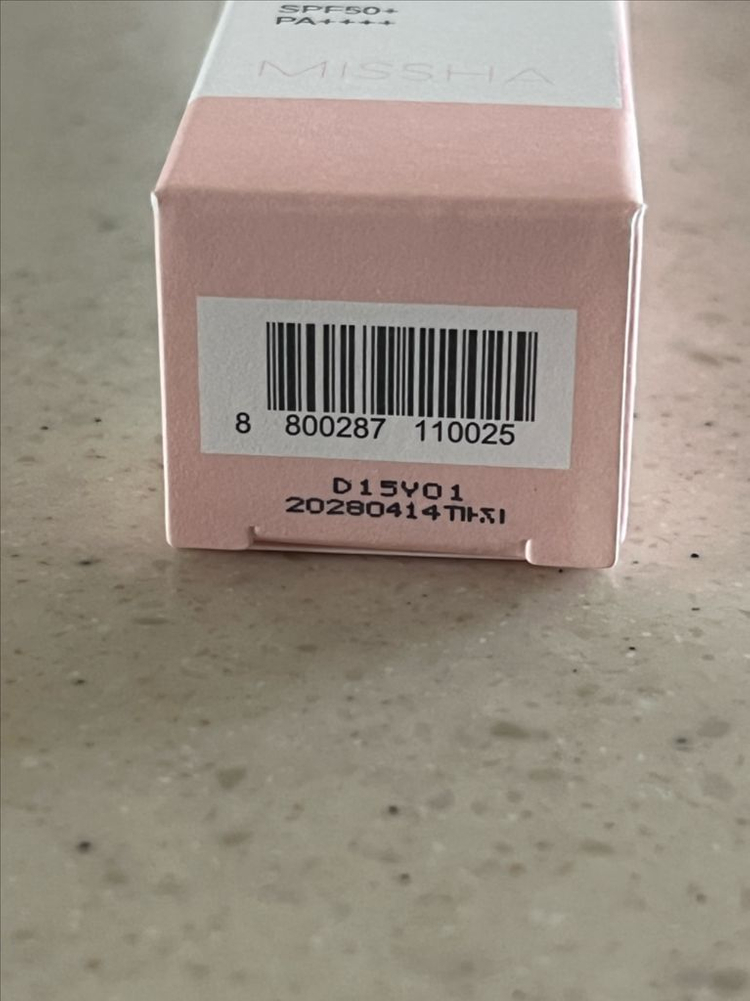 SPF50+
PA++++
MISSHA
8 800287 110025
D15Y01
20280414까지